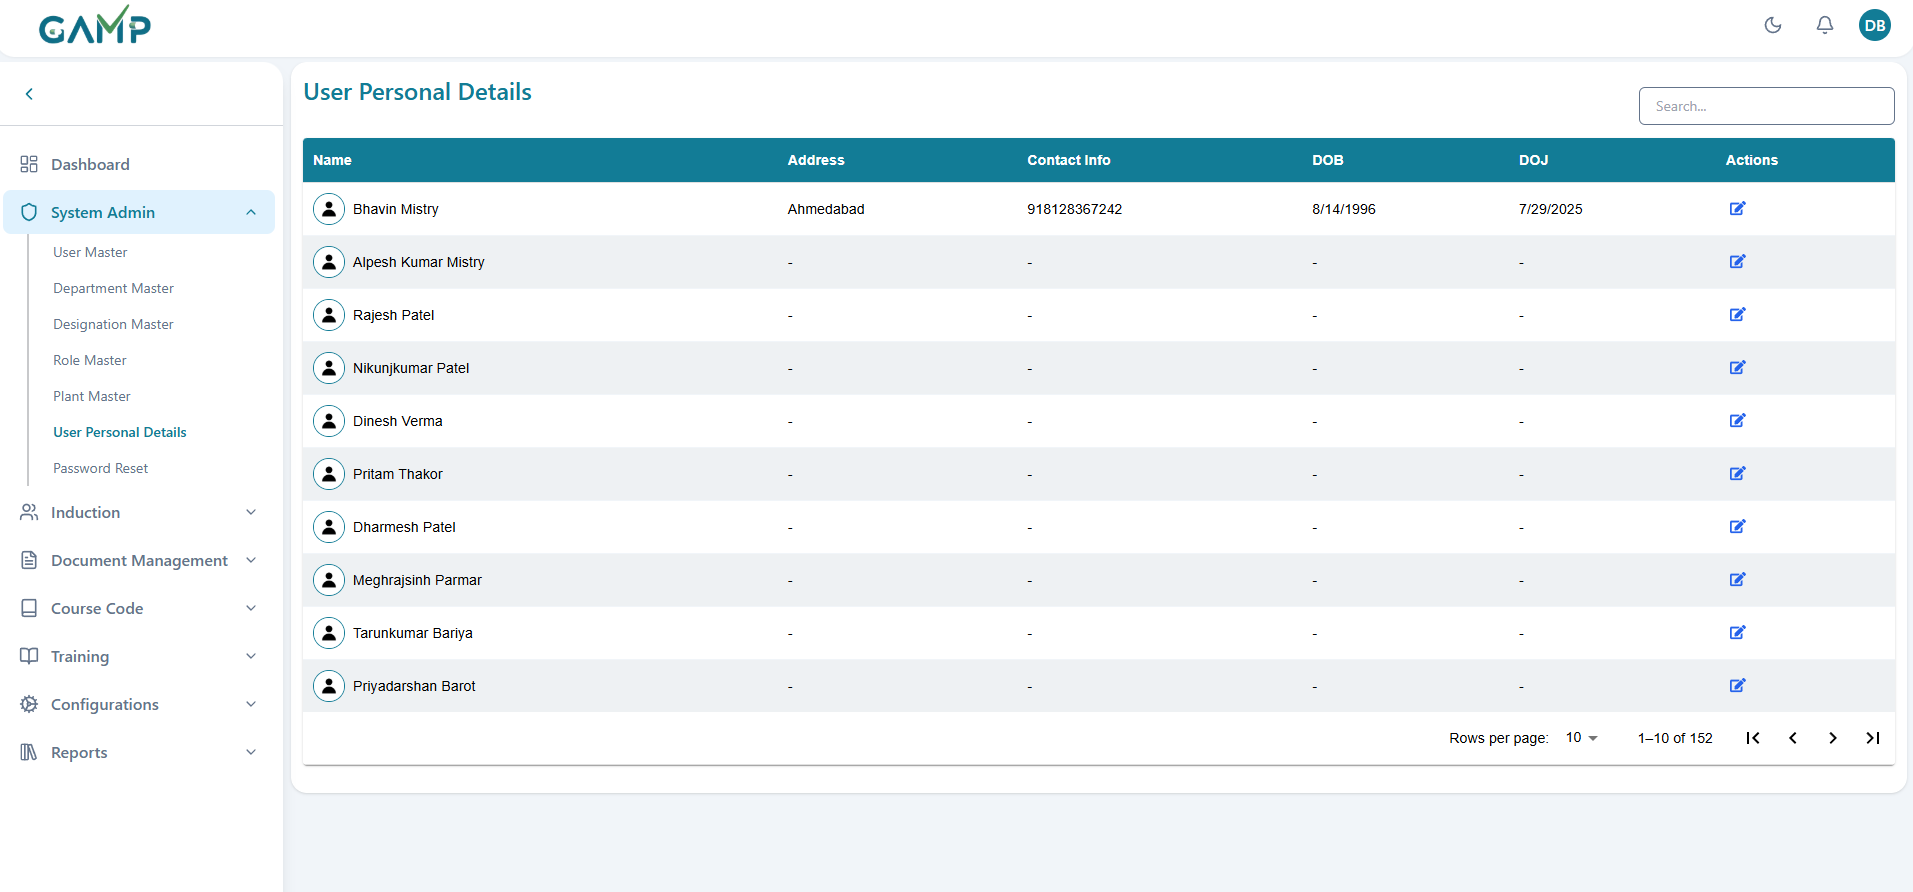 GAMP
DB
User Personal Details
Search...
Name Address Contact Info DOB DOJ Actions
Bhavin Mistry Ahmedabad 918128367242 8/14/1996 7/29/2025
Alpesh Kumar Mistry - - - -
Rajesh Patel - - - -
Nikunjkumar Patel - - - -
Dinesh Verma - - - -
Pritam Thakor - - - -
Dharmesh Patel - - - -
Meghrajsinh Parmar - - - -
Tarunkumar Bariya - - - -
Priyadarshan Barot - - - -
Rows per page: 10 1–10 of 152
Dashboard
System Admin
User Master
Department Master
Designation Master
Role Master
Plant Master
User Personal Details
Password Reset
Induction
Document Management
Course Code
Training
Configurations
Reports